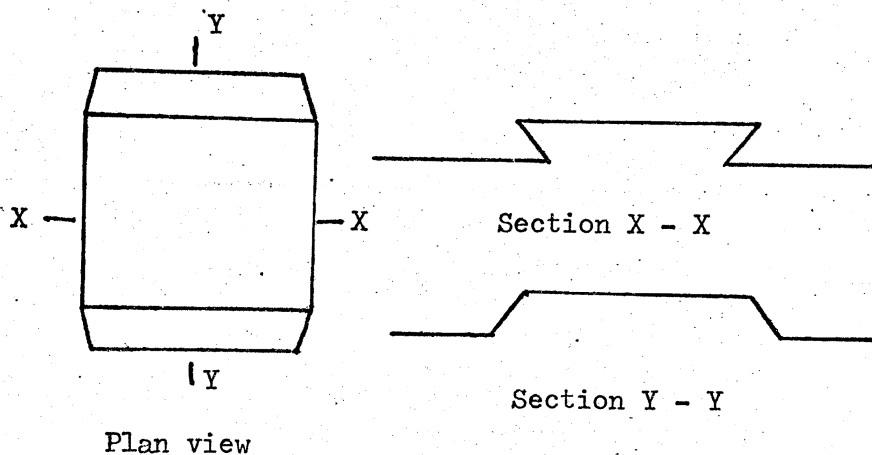 Y
X
X
Section X - X
Y
Section Y - Y
Plan view